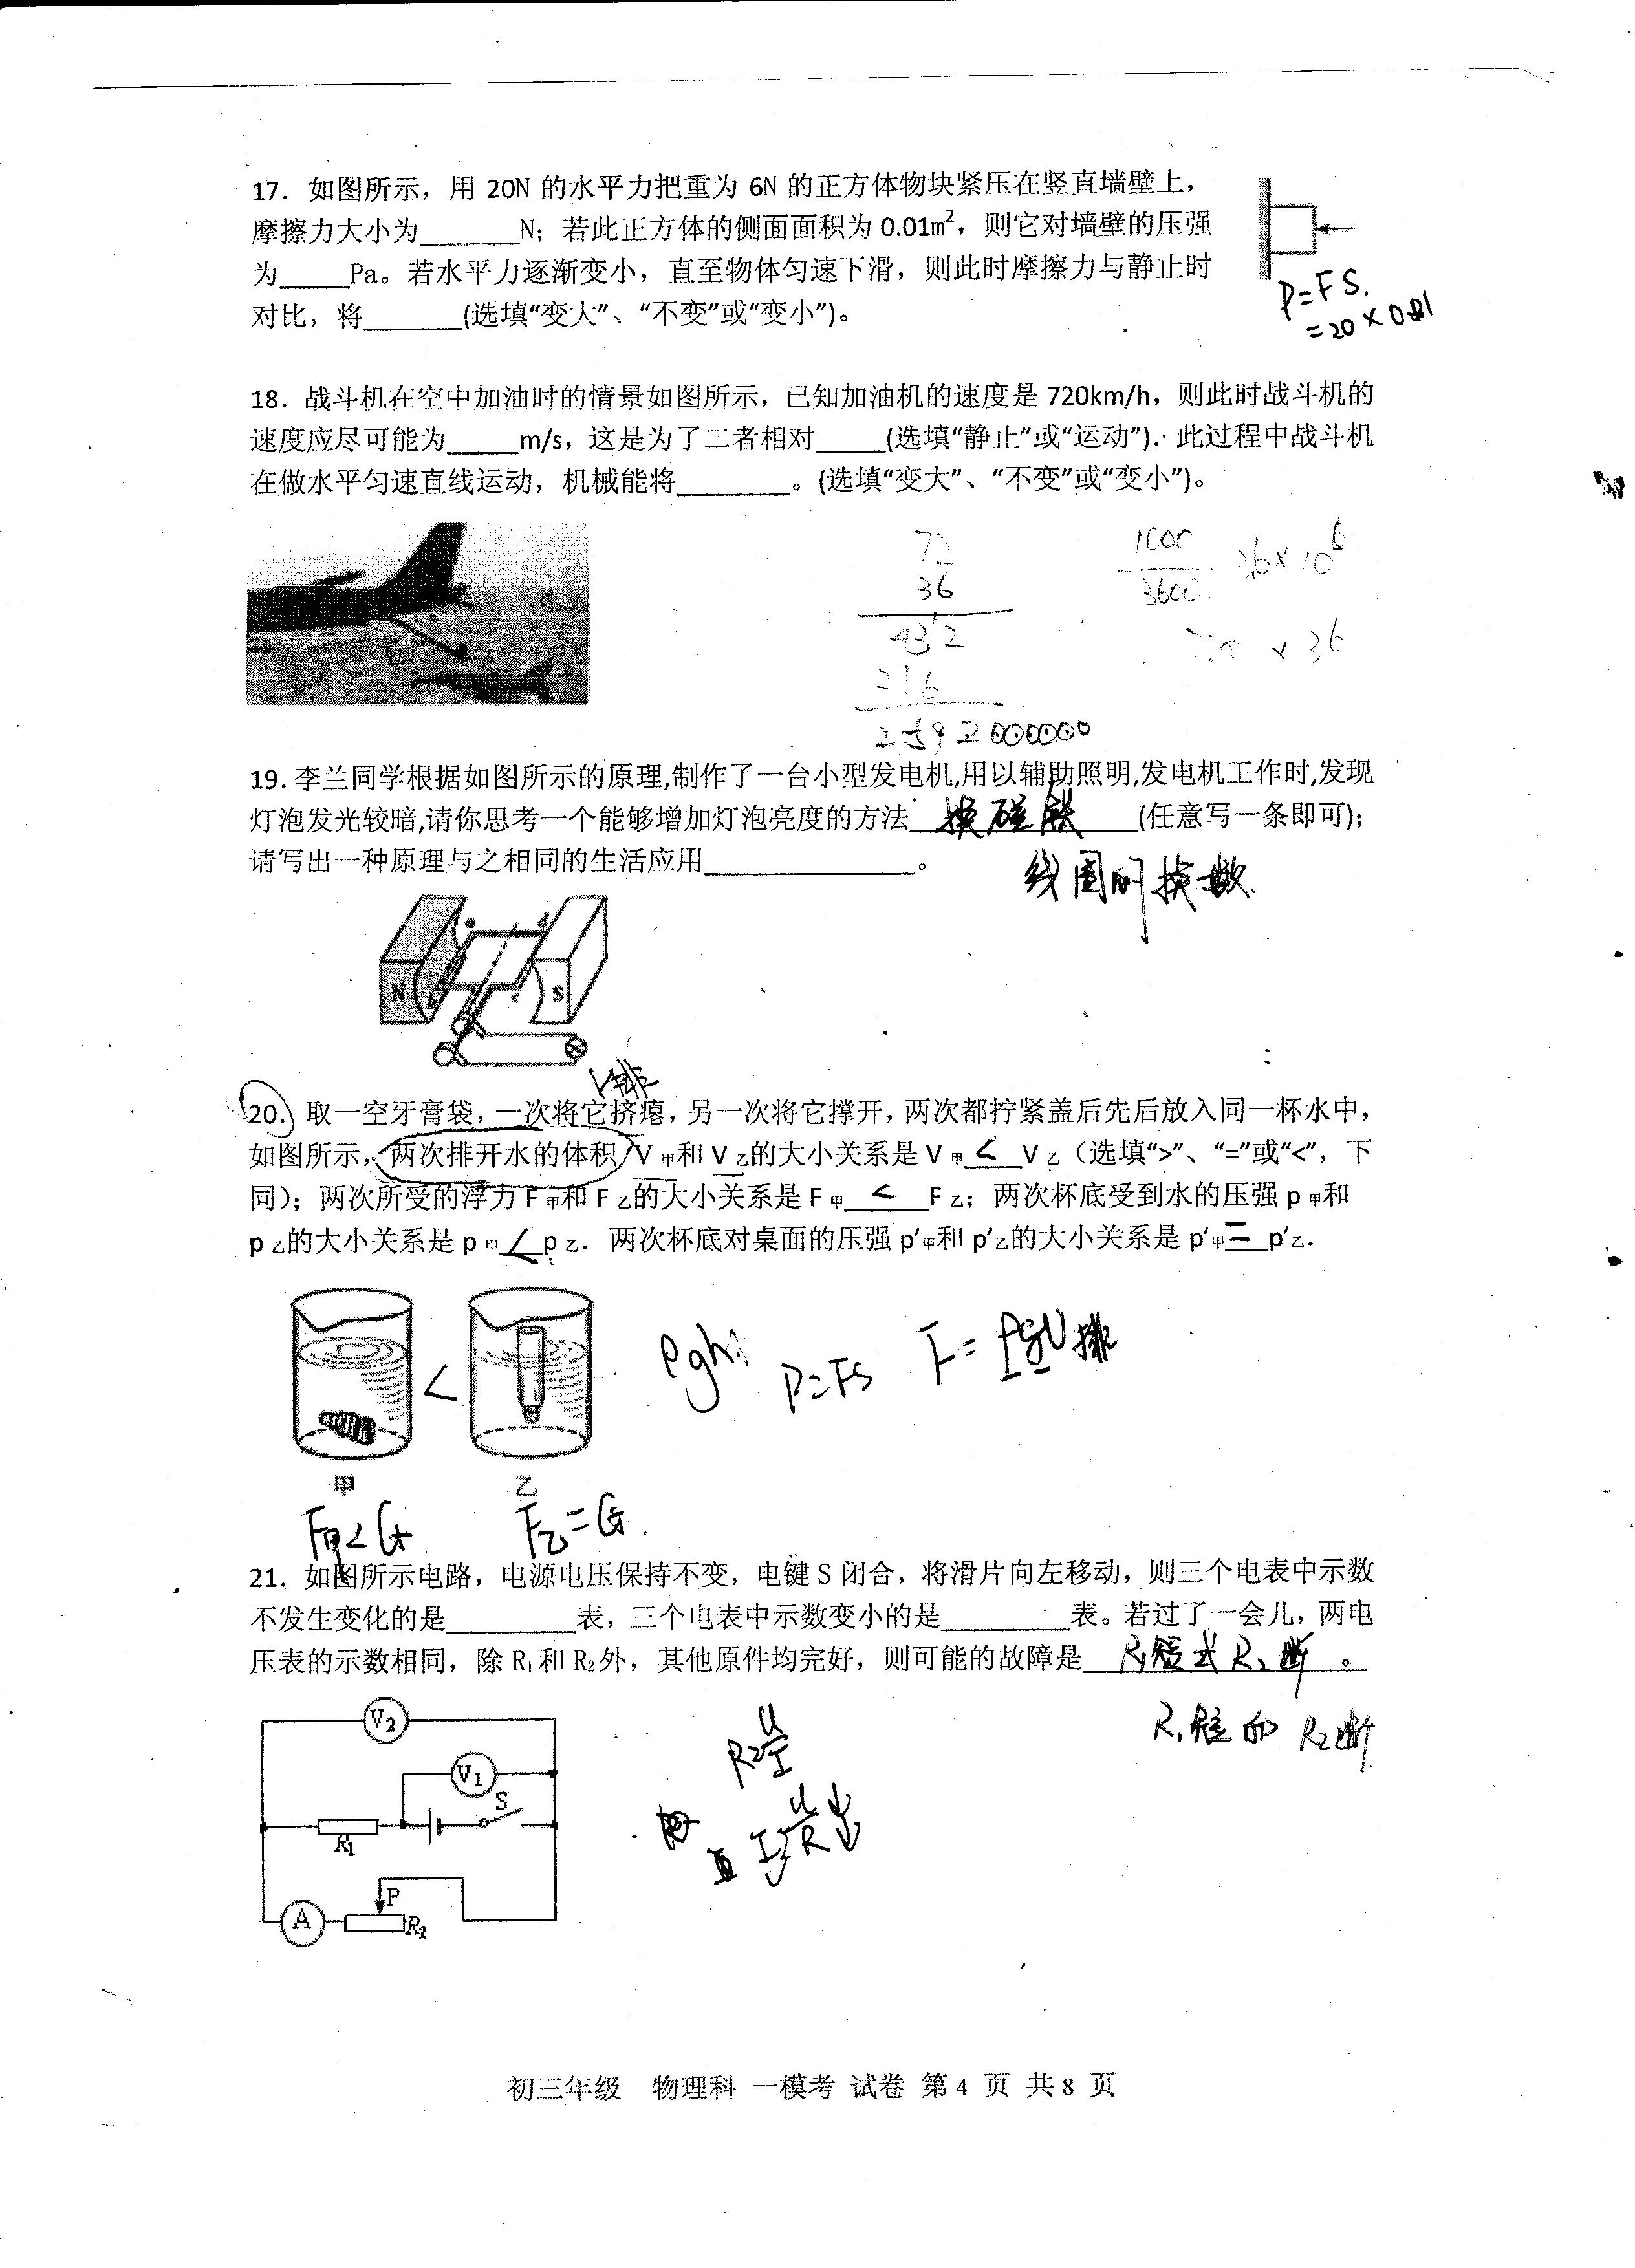 17. 如图所示，用 20N 的水平力把重为 6N 的正方体物块紧压在竖直墙壁上，
摩擦力大小为_______N；若此正方体的侧面面积为 0.01m²，则它对墙壁的压强
为_____Pa。若水平力逐渐变小，直至物体匀速下滑，则此时摩擦力与静止时
对比，将_______(选填“变大”、“不变”或“变小”)。
P=FS.
=20×0.01
18. 战斗机在空中加油时的情景如图所示，已知加油机的速度是 720km/h，则此时战斗机的
速度应尽可能为_____m/s，这是为了二者相对_____(选填“静止”或“运动”). 此过程中战斗机
在做水平匀速直线运动，机械能将________。(选填“变大”、“不变”或“变小”)。
72
36
432
216
2592000000
1000
3600
36×10⁶
×36
19. 李兰同学根据如图所示的原理,制作了一台小型发电机,用以辅助照明,发电机工作时,发现
灯泡发光较暗,请你思考一个能够增加灯泡亮度的方法 换磁铁 (任意写一条即可);
请写出一种原理与之相同的生活应用_______________。
线圈的 数.
a d
N b c S
V排
20. 取一空牙膏袋，一次将它挤瘪，另一次将它撑开，两次都拧紧盖后先后放入同一杯水中，
如图所示，两次排开水的体积 V甲和 V乙的大小关系是 V甲 < V乙（选填“>”、“=”或“<”，下
同）；两次所受的浮力 F甲和 F乙的大小关系是 F甲 < F乙；两次杯底受到水的压强 p甲和
p乙的大小关系是 p甲 < p乙．两次杯底对桌面的压强 p′甲和 p′乙的大小关系是 p′甲 = p′乙.
<
ρgh
P=FS
F=ρgV排
甲 乙
F甲<G F乙=G.
21. 如图所示电路，电源电压保持不变，电键 S 闭合，将滑片向左移动，则三个电表中示数
不发生变化的是_________表，三个电表中示数变小的是_________表。若过了一会儿，两电
压表的示数相同，除 R₁和 R₂外，其他原件均完好，则可能的故障是 R₁短或 R₂断 。
R₁短 R₂断
V₂
V₁
S
R₁
P
A R₂
R=U/I
I=U/R
初三年级 物理科 一模考 试卷 第 4 页 共 8 页